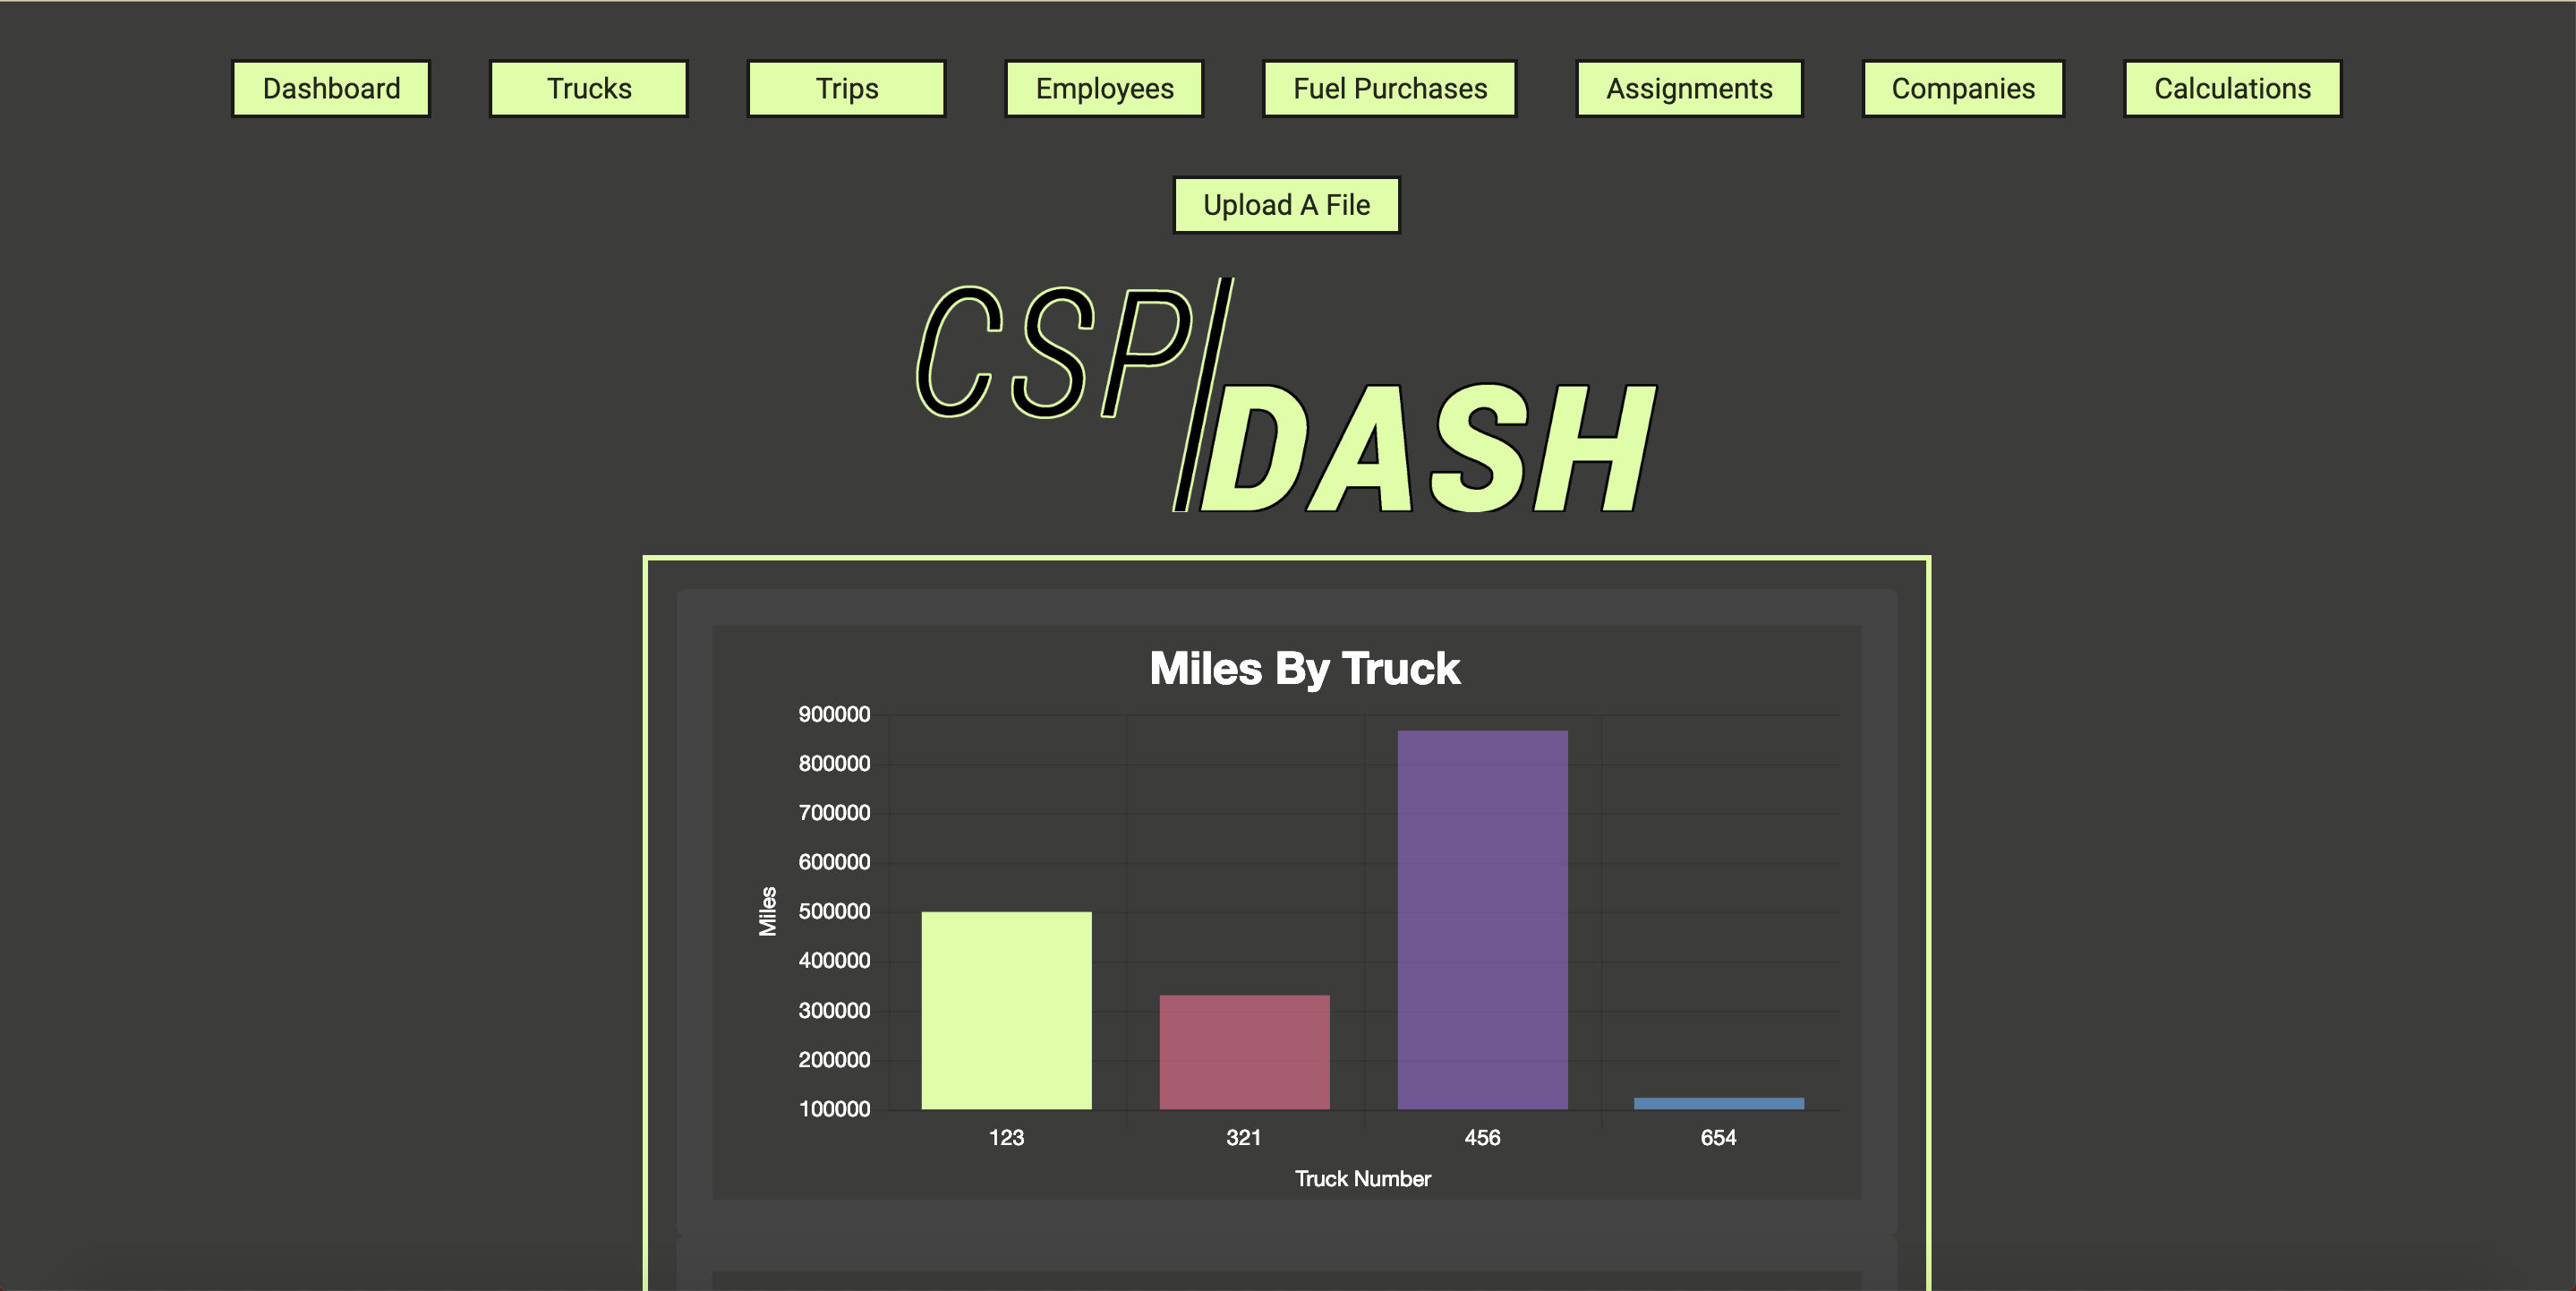 Dashboard Trucks Trips Employees Fuel Purchases Assignments Companies Calculations
Upload A File
CSP
DASH
Miles By Truck
900000
800000
700000
600000
500000
400000
300000
200000
100000
Miles
123 321 456 654
Truck Number